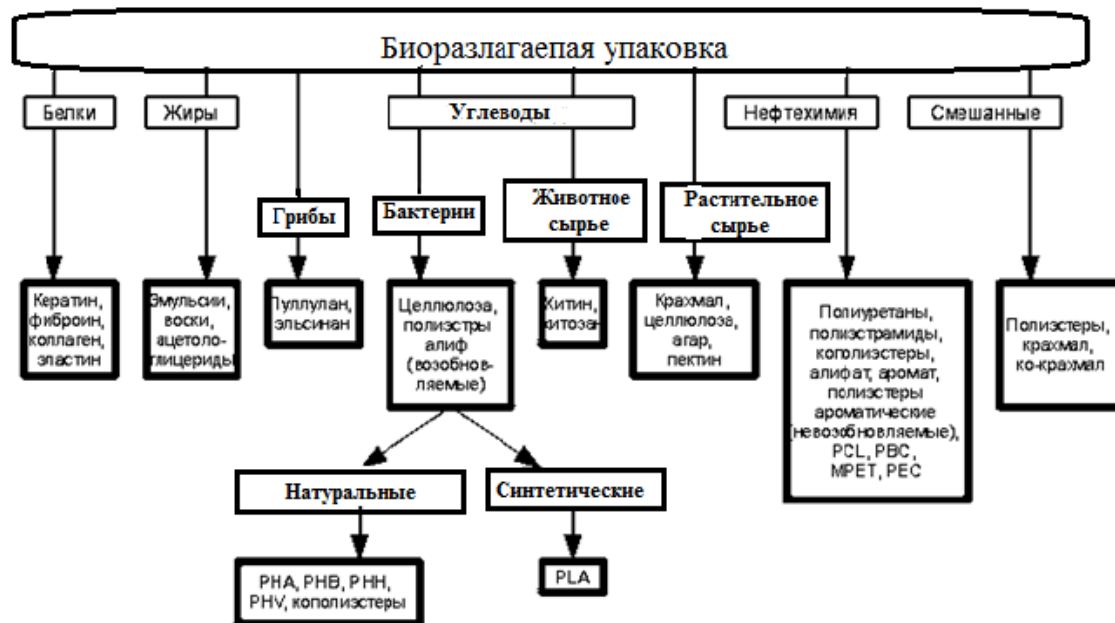 Биоразлагаепая упаковка
Белки
Жиры
Углеводы
Нефтехимия
Смешанные
Грибы
Бактерии
Животное
сырье
Растительное
сырье
Кератин,
фиброин,
коллаген,
эластин
Эмульсии,
воски,
ацетоло-
глицериды
Пуллулан,
эльсинан
Целлюлоза,
полиэстры
алиф
(возобнов-
ляемые)
Хитин,
хитозан
Крахмал,
целлюлоза,
агар,
пектин
Полиуретаны,
полиэстрамиды,
кополиэстеры,
алифат, аромат,
полиэстеры
ароматические
(невозобновляемые),
PCL, PBC,
MPET, PEC
Полиэстеры,
крахмал,
ко-крахмал
Натуральные
Синтетические
PHA, PHB, PHH,
PHV, кополиэстеры
PLA